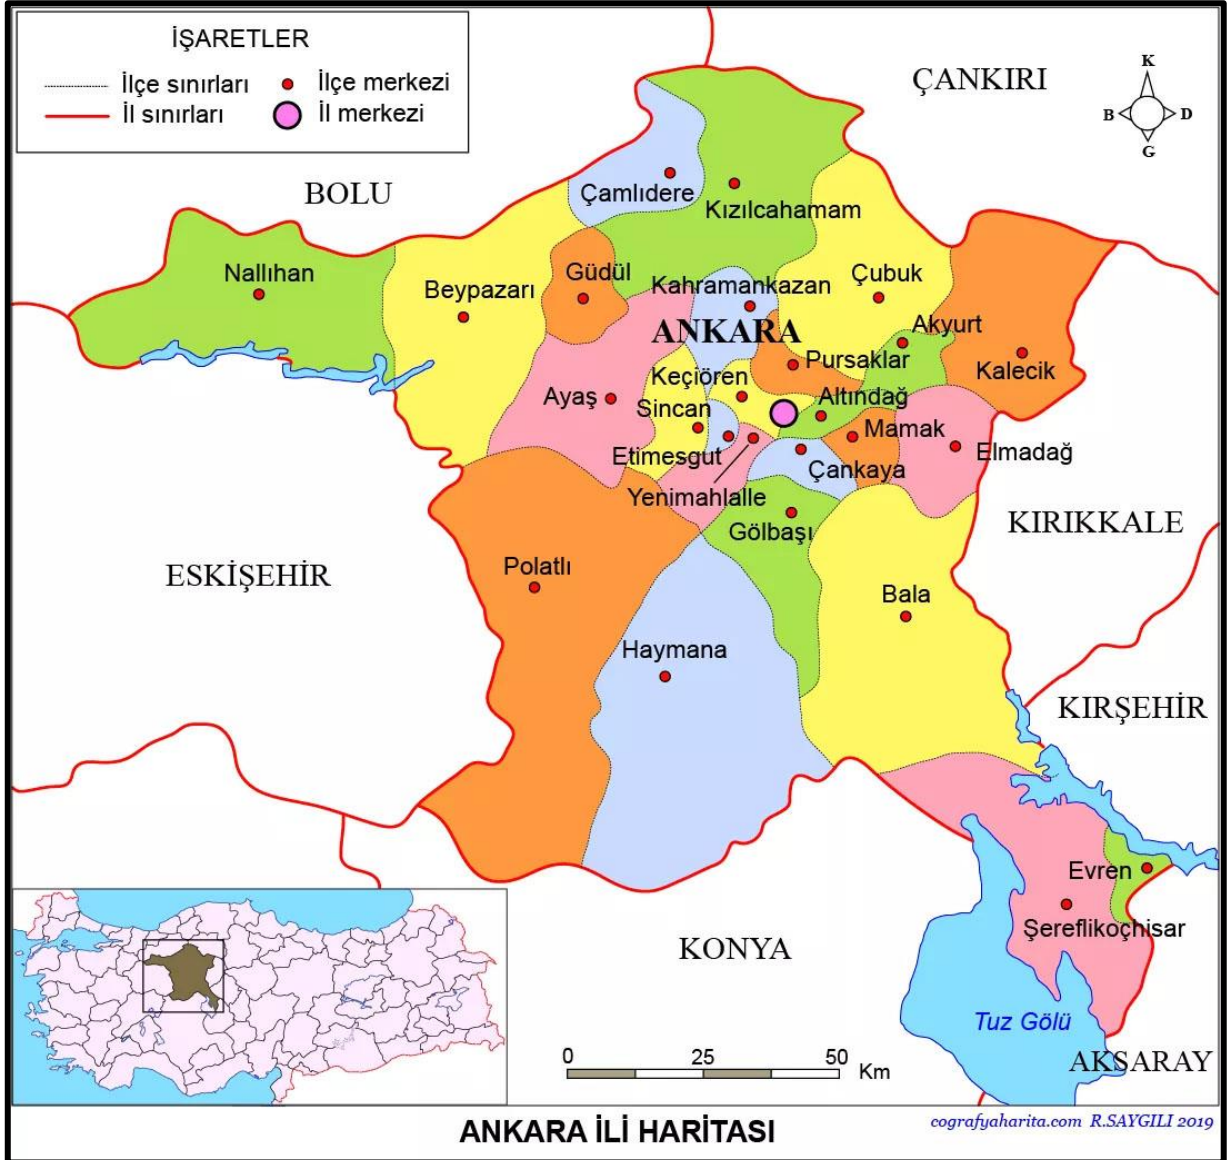 İŞARETLER
İlçe sınırları
İlçe merkezi
İl sınırları
İl merkezi
ÇANKIRI
K
B
D
G
BOLU
Çamlıdere
Kızılcahamam
Nallıhan
Beypazarı
Güdül
Kahramankazan
Çubuk
ANKARA
Akyurt
Pursaklar
Kalecik
Keçiören
Ayaş
Sincan
Altındağ
Mamak
Elmadağ
Etimesgut
Çankaya
Yenimahlalle
Gölbaşı
KIRIKKALE
ESKİŞEHİR
Polatlı
Bala
Haymana
KIRŞEHİR
Evren
Şereflikoçhisar
KONYA
Tuz Gölü
AKSARAY
0 25 50 Km
ANKARA İLİ HARİTASI
cografyaharita.com R.SAYGILI 2019